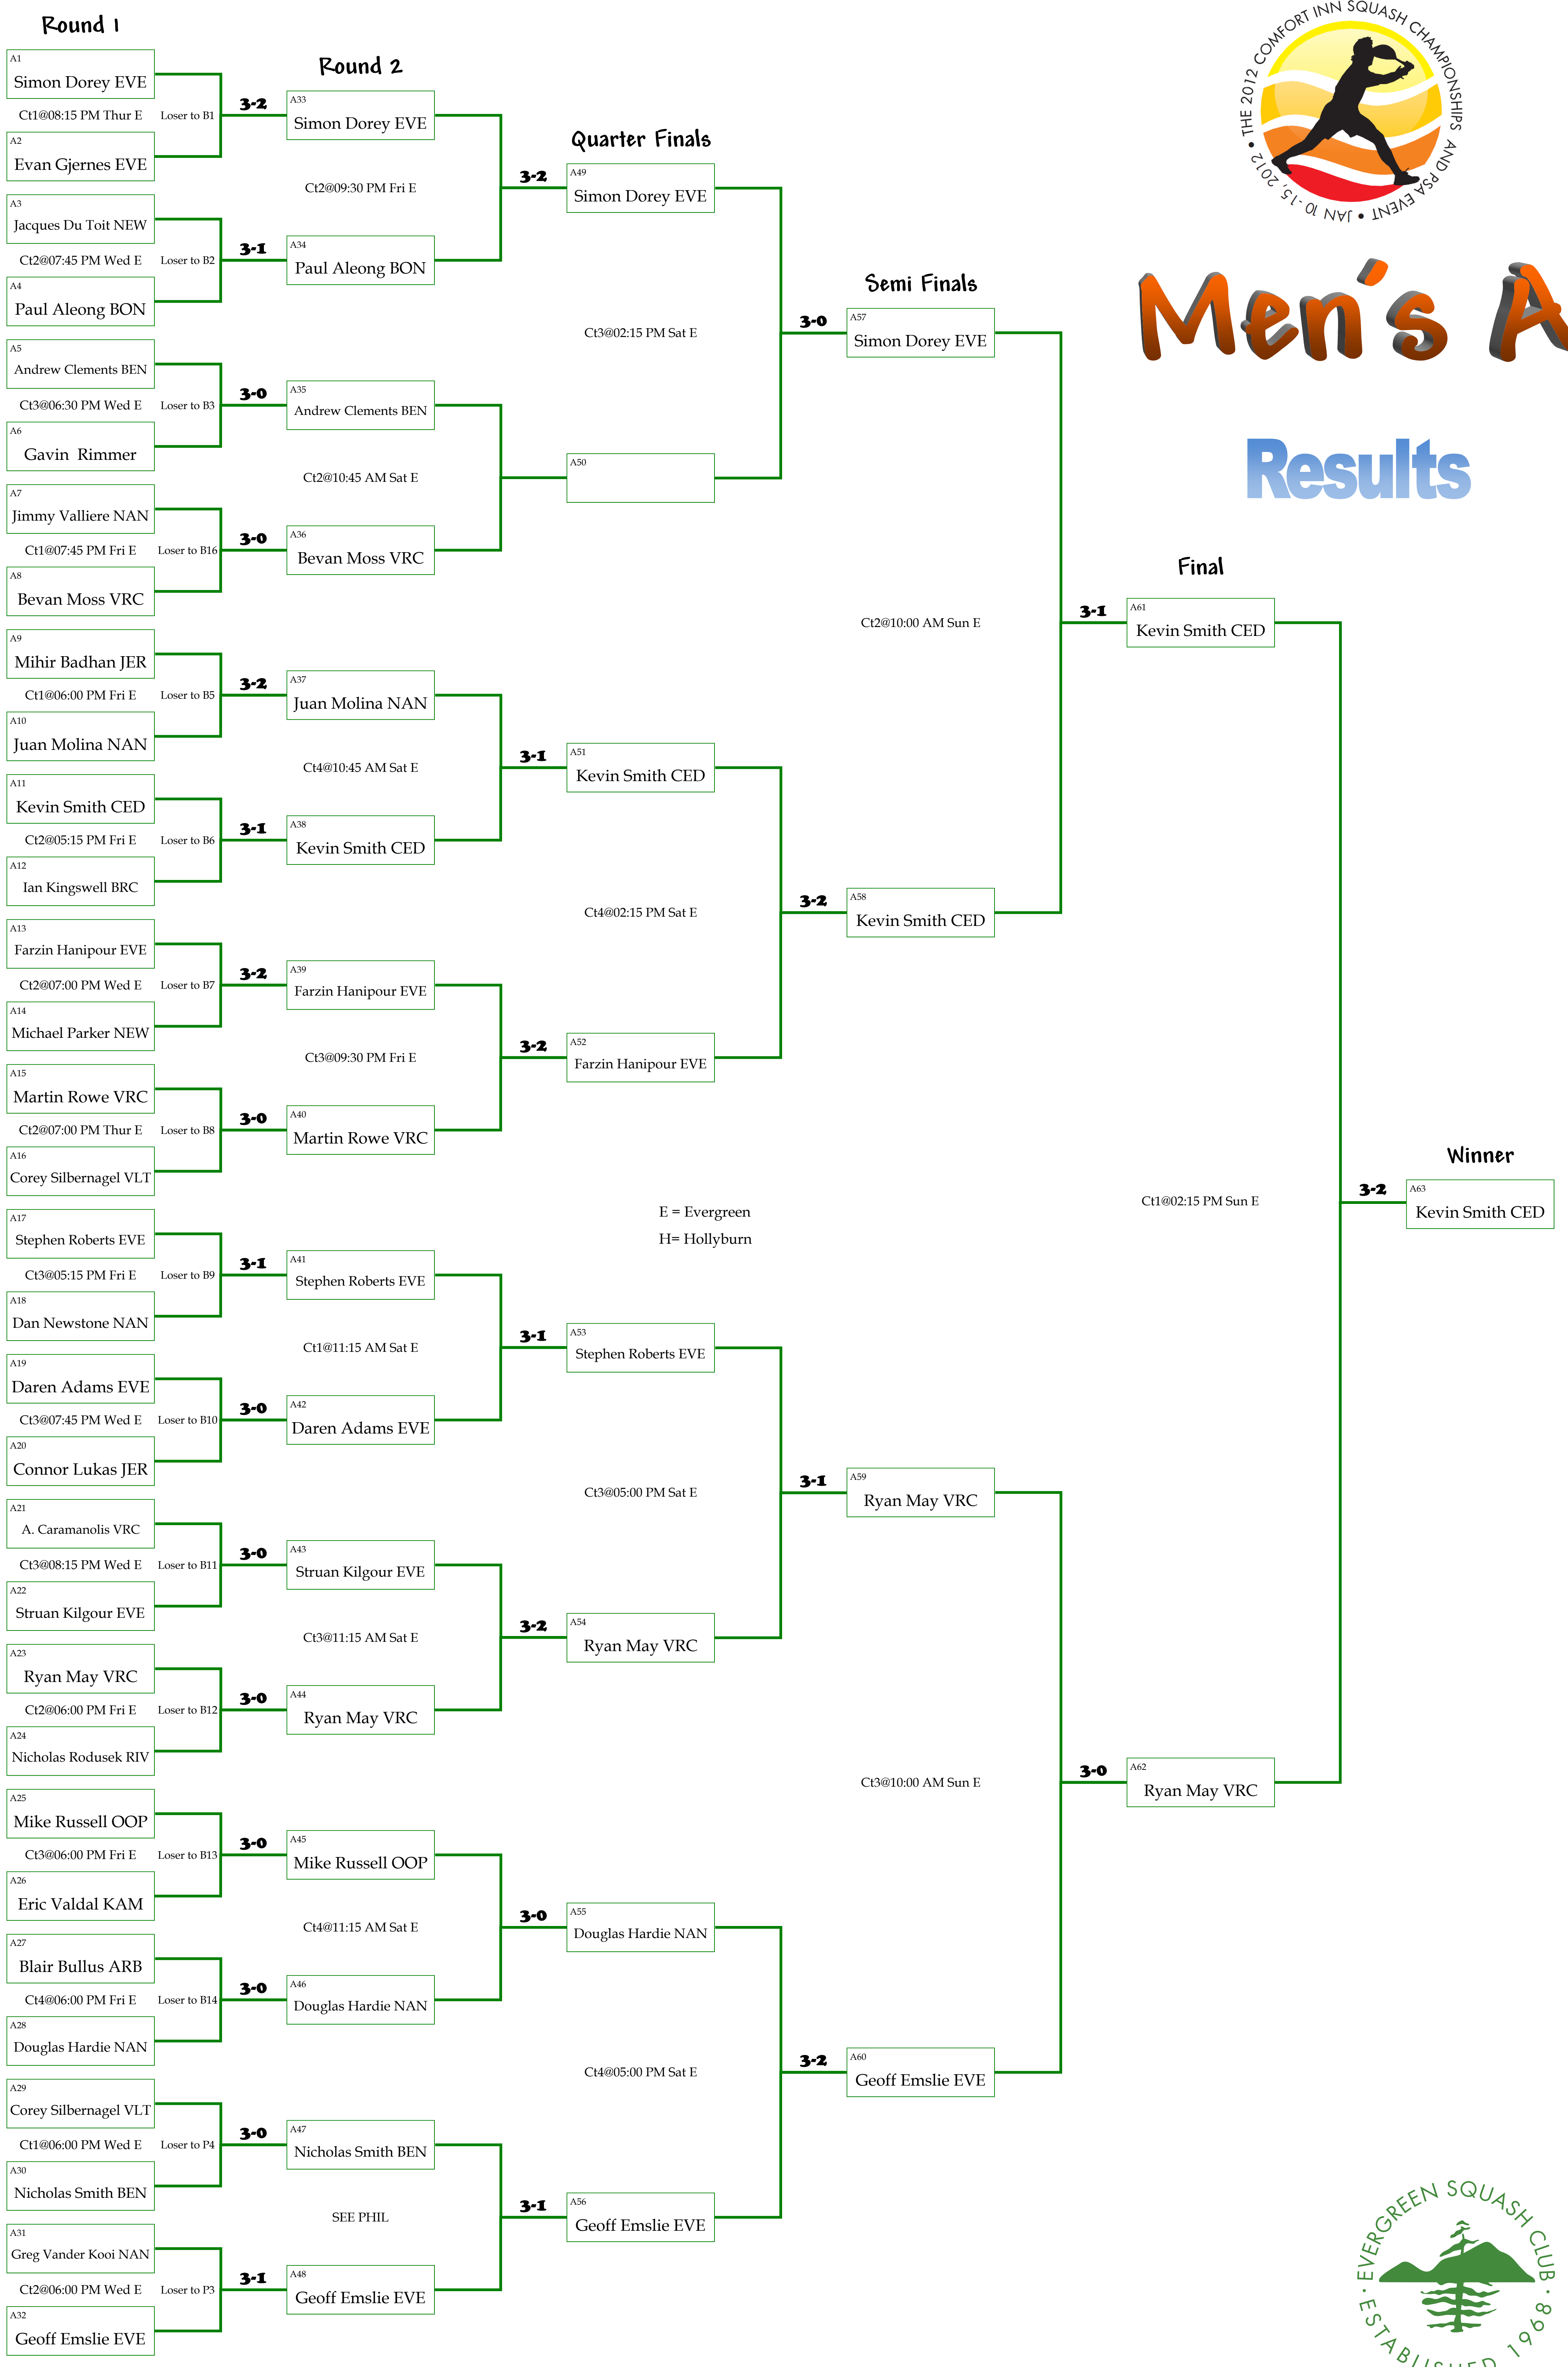 Round 1
A1
Simon Dorey EVE
Ct1@08:15 PM Thur E
Loser to B1
A2
Evan Gjernes EVE
A3
Jacques Du Toit NEW
Ct2@07:45 PM Wed E
Loser to B2
A4
Paul Aleong BON
A5
Andrew Clements BEN
Ct3@06:30 PM Wed E
Loser to B3
A6
Gavin Rimmer
A7
Jimmy Valliere NAN
Ct1@07:45 PM Fri E
Loser to B16
A8
Bevan Moss VRC
A9
Mihir Badhan JER
Ct1@06:00 PM Fri E
Loser to B5
A10
Juan Molina NAN
A11
Kevin Smith CED
Ct2@05:15 PM Fri E
Loser to B6
A12
Ian Kingswell BRC
A13
Farzin Hanipour EVE
Ct2@07:00 PM Wed E
Loser to B7
A14
Michael Parker NEW
A15
Martin Rowe VRC
Ct2@07:00 PM Thur E
Loser to B8
A16
Corey Silbernagel VLT
A17
Stephen Roberts EVE
Ct3@05:15 PM Fri E
Loser to B9
A18
Dan Newstone NAN
A19
Daren Adams EVE
Ct3@07:45 PM Wed E
Loser to B10
A20
Connor Lukas JER
A21
A. Caramanolis VRC
Ct3@08:15 PM Wed E
Loser to B11
A22
Struan Kilgour EVE
A23
Ryan May VRC
Ct2@06:00 PM Fri E
Loser to B12
A24
Nicholas Rodusek RIV
A25
Mike Russell OOP
Ct3@06:00 PM Fri E
Loser to B13
A26
Eric Valdal KAM
A27
Blair Bullus ARB
Ct4@06:00 PM Fri E
Loser to B14
A28
Douglas Hardie NAN
A29
Corey Silbernagel VLT
Ct1@06:00 PM Wed E
Loser to P4
A30
Nicholas Smith BEN
A31
Greg Vander Kooi NAN
Ct2@06:00 PM Wed E
Loser to P3
A32
Geoff Emslie EVE
Round 2
3-2
A33
Simon Dorey EVE
Ct2@09:30 PM Fri E
3-1
A34
Paul Aleong BON
3-0
A35
Andrew Clements BEN
Ct2@10:45 AM Sat E
3-0
A36
Bevan Moss VRC
3-2
A37
Juan Molina NAN
Ct4@10:45 AM Sat E
3-1
A38
Kevin Smith CED
3-2
A39
Farzin Hanipour EVE
Ct3@09:30 PM Fri E
3-0
A40
Martin Rowe VRC
3-1
A41
Stephen Roberts EVE
Ct1@11:15 AM Sat E
3-0
A42
Daren Adams EVE
3-0
A43
Struan Kilgour EVE
Ct3@11:15 AM Sat E
3-0
A44
Ryan May VRC
3-0
A45
Mike Russell OOP
Ct4@11:15 AM Sat E
3-0
A46
Douglas Hardie NAN
3-0
A47
Nicholas Smith BEN
SEE PHIL
3-1
A48
Geoff Emslie EVE
Quarter Finals
3-2
A49
Simon Dorey EVE
Ct3@02:15 PM Sat E
A50
3-1
A51
Kevin Smith CED
Ct4@02:15 PM Sat E
3-2
A52
Farzin Hanipour EVE
E = Evergreen
H= Hollyburn
3-1
A53
Stephen Roberts EVE
Ct3@05:00 PM Sat E
3-2
A54
Ryan May VRC
3-0
A55
Douglas Hardie NAN
Ct4@05:00 PM Sat E
3-1
A56
Geoff Emslie EVE
Semi Finals
3-0
A57
Simon Dorey EVE
Ct2@10:00 AM Sun E
3-2
A58
Kevin Smith CED
3-1
A59
Ryan May VRC
Ct3@10:00 AM Sun E
3-2
A60
Geoff Emslie EVE
Final
3-1
A61
Kevin Smith CED
Ct1@02:15 PM Sun E
3-0
A62
Ryan May VRC
Winner
3-2
A63
Kevin Smith CED
• THE 2012 COMFORT INN SQUASH CHAMPIONSHIPS AND PSA EVENT • JAN 10-15, 2012
Men's A
Results
• EVERGREEN SQUASH CLUB •
ESTABLISHED 1968